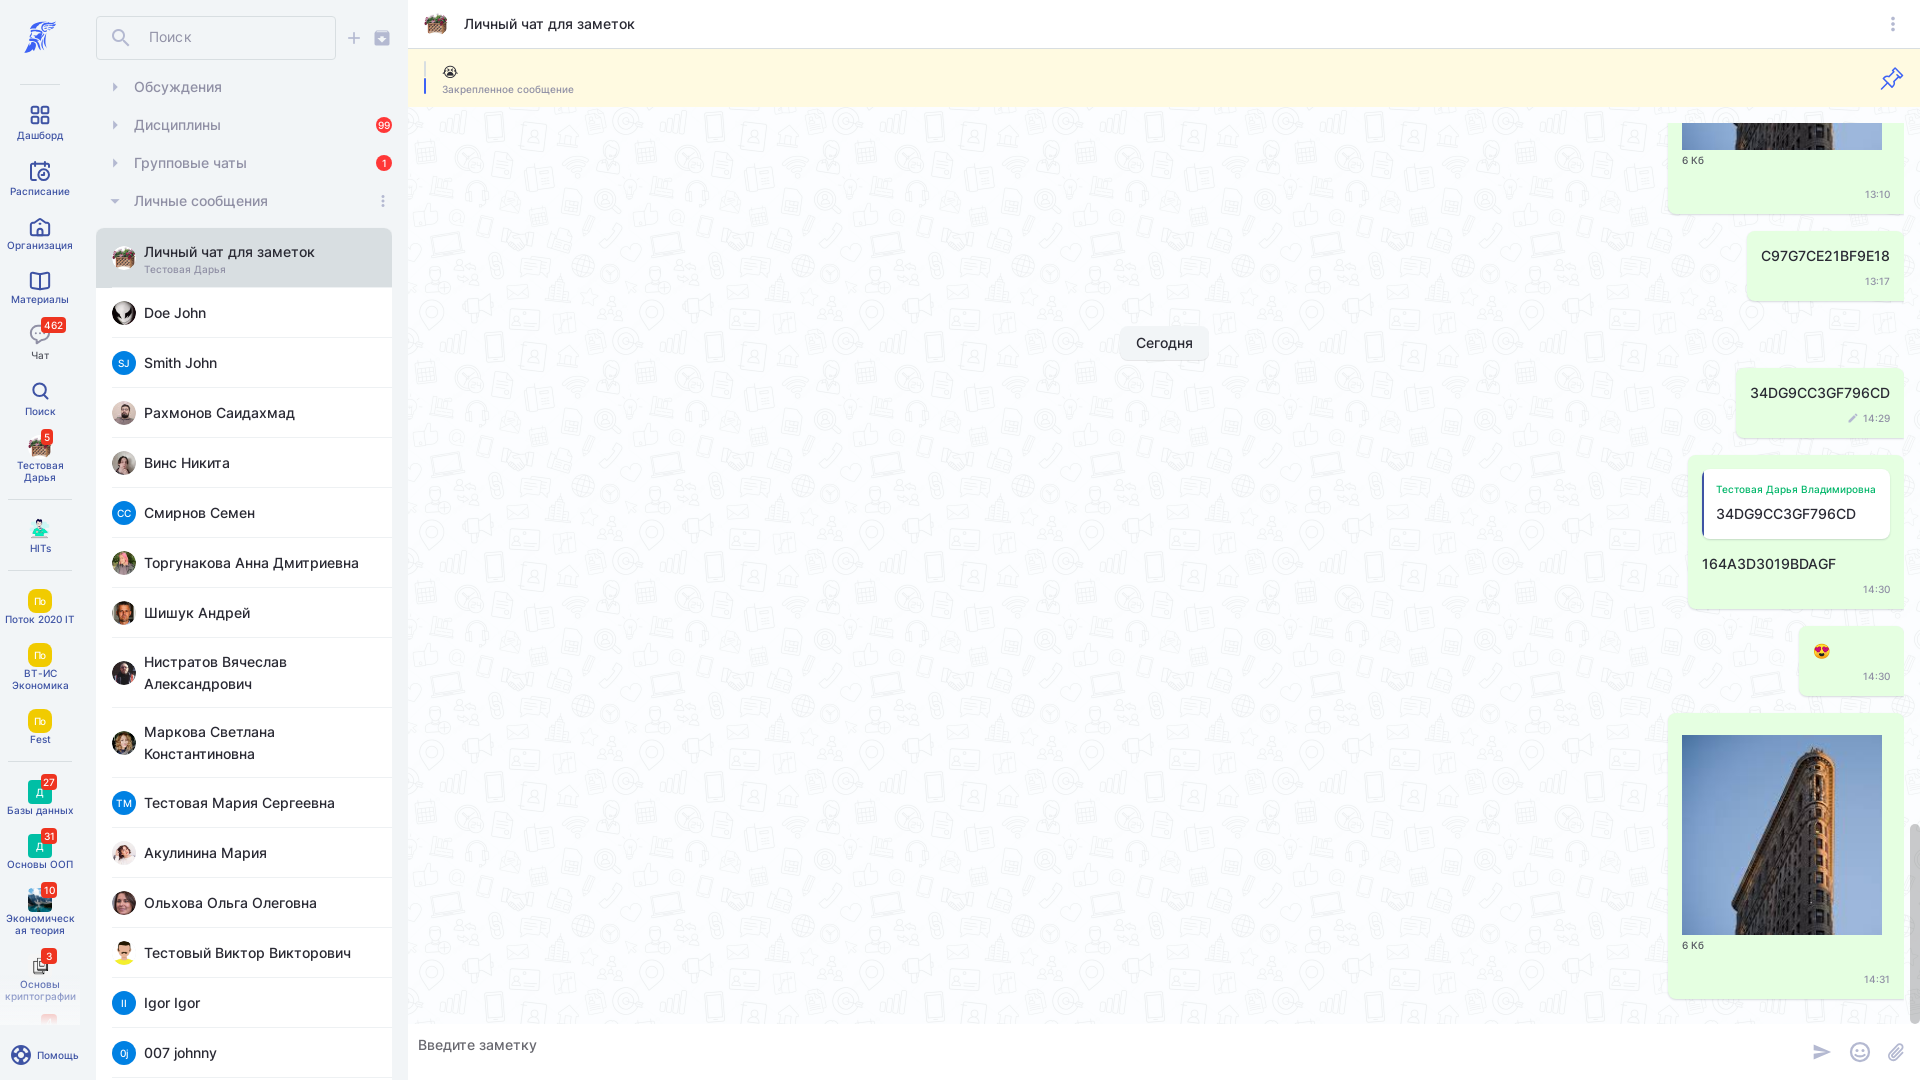 Дашборд
Расписание
Организация
Материалы
462
Чат
Поиск
5
Тестовая
Дарья
HITs
По
Поток 2020 IT
По
ВТ-ИС
Экономика
По
Fest
27
Д
Базы данных
31
Д
Основы ООП
10
Экономическ
ая теория
3
Основы
криптографии
Помощь
Поиск
Обсуждения
Дисциплины
99
Групповые чаты
1
Личные сообщения
Личный чат для заметок
Тестовая Дарья
Doe John
SJ
Smith John
Рахмонов Саидахмад
Винс Никита
СС
Смирнов Семен
Торгунакова Анна Дмитриевна
Шишук Андрей
Нистратов Вячеслав
Александрович
Маркова Светлана
Константиновна
ТМ
Тестовая Мария Сергеевна
Акулинина Мария
Ольхова Ольга Олеговна
Тестовый Виктор Викторович
II
Igor Igor
0j
007 johnny
Личный чат для заметок
😭
Закрепленное сообщение
6 Кб
13:10
C97G7CE21BF9E18
13:17
Сегодня
34DG9CC3GF796CD
14:29
Тестовая Дарья Владимировна
34DG9CC3GF796CD
164A3D3019BDAGF
14:30
😍
14:30
6 Кб
14:31
Введите заметку